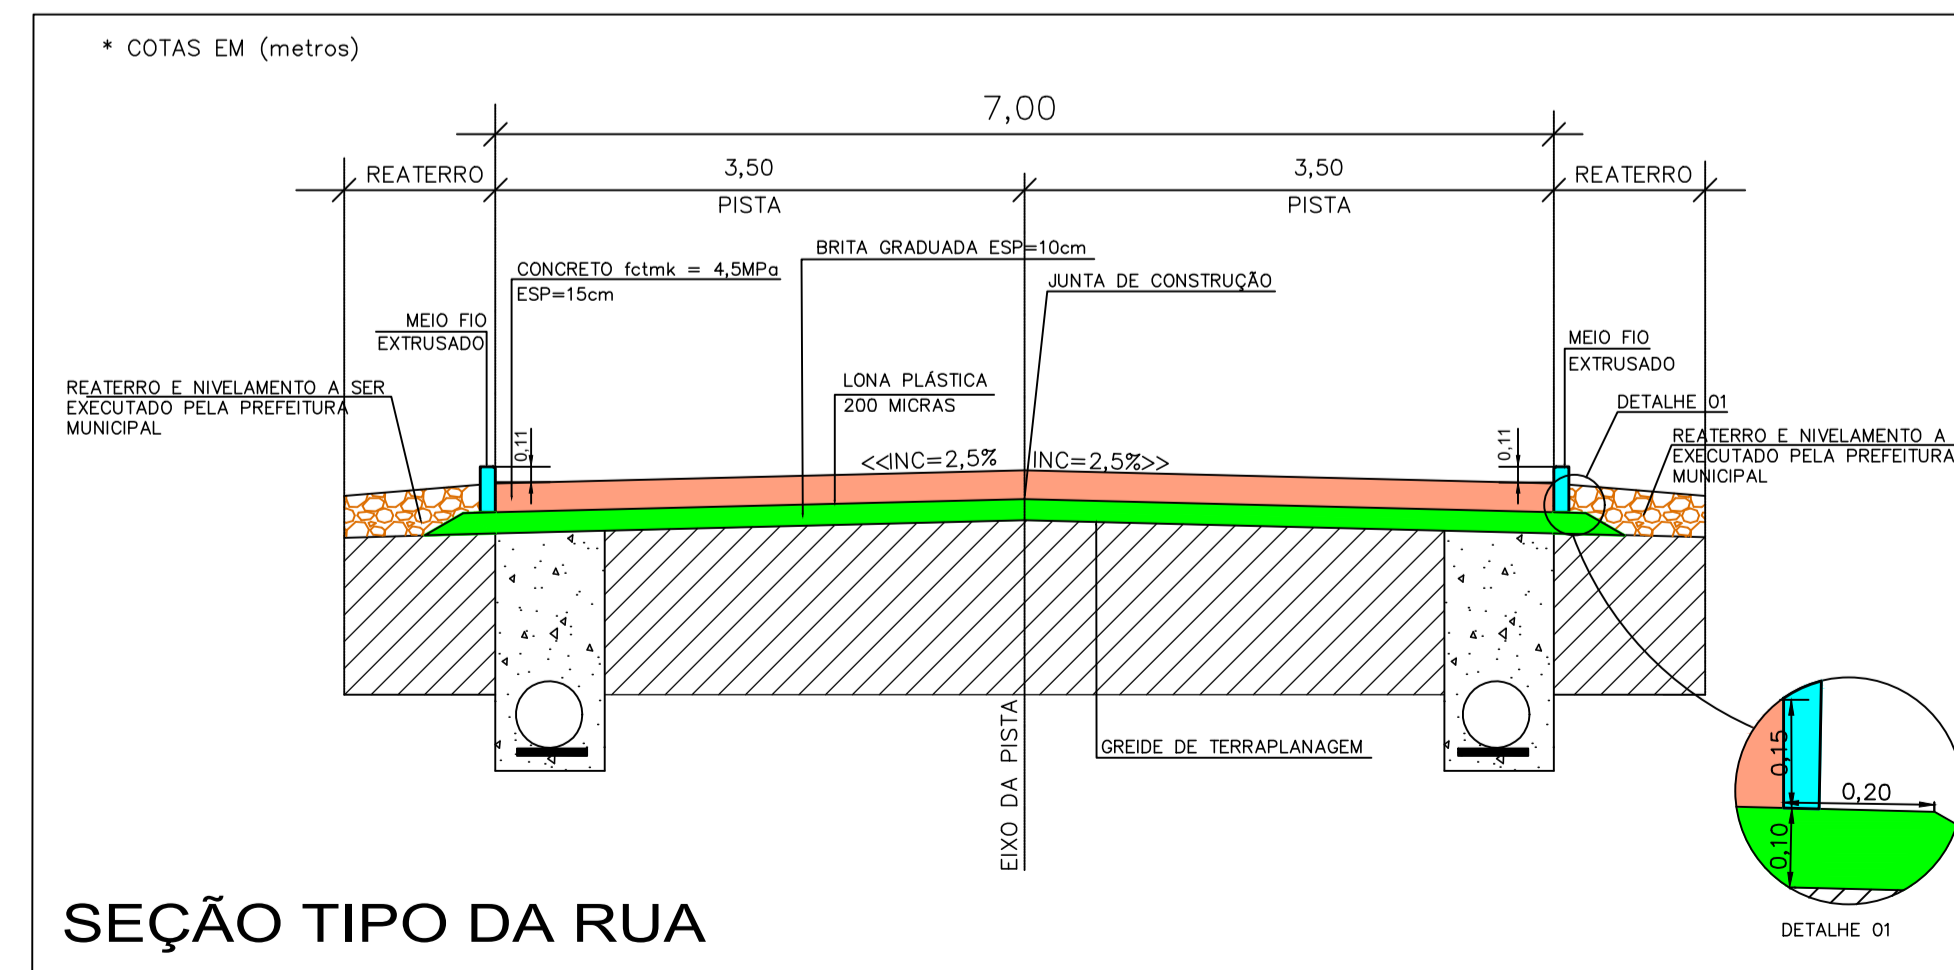 * COTAS EM (metros)
7,00
REATERRO
3,50
3,50
REATERRO
PISTA
PISTA
BRITA GRADUADA ESP=10cm
CONCRETO fctmk = 4,5MPa
ESP=15cm
JUNTA DE CONSTRUÇÃO
MEIO FIO
EXTRUSADO
MEIO FIO
EXTRUSADO
REATERRO E NIVELAMENTO A SER
EXECUTADO PELA PREFEITURA
MUNICIPAL
LONA PLÁSTICA
200 MICRAS
DETALHE 01
REATERRO E NIVELAMENTO A
EXECUTADO PELA PREFEITURA
MUNICIPAL
0,11
<<INC=2,5%
INC=2,5%>>
0,11
EIXO DA PISTA
GREIDE DE TERRAPLANAGEM
0,15
0,20
0,10
DETALHE 01
SEÇÃO TIPO DA RUA